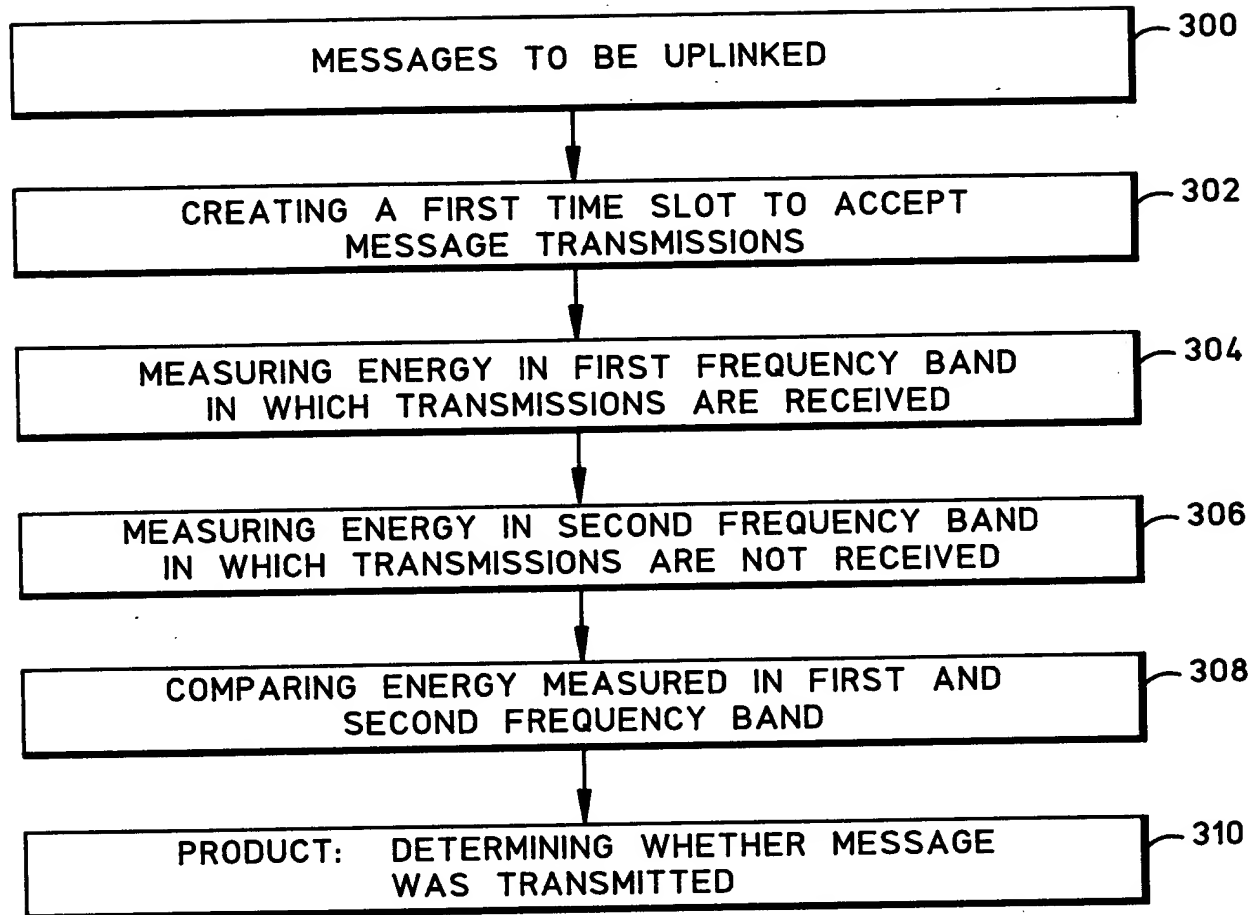 MESSAGES TO BE UPLINKED
300
CREATING A FIRST TIME SLOT TO ACCEPT
MESSAGE TRANSMISSIONS
302
MEASURING ENERGY IN FIRST FREQUENCY BAND
IN WHICH TRANSMISSIONS ARE RECEIVED
304
MEASURING ENERGY IN SECOND FREQUENCY BAND
IN WHICH TRANSMISSIONS ARE NOT RECEIVED
306
COMPARING ENERGY MEASURED IN FIRST AND
SECOND FREQUENCY BAND
308
PRODUCT: DETERMINING WHETHER MESSAGE
WAS TRANSMITTED
310